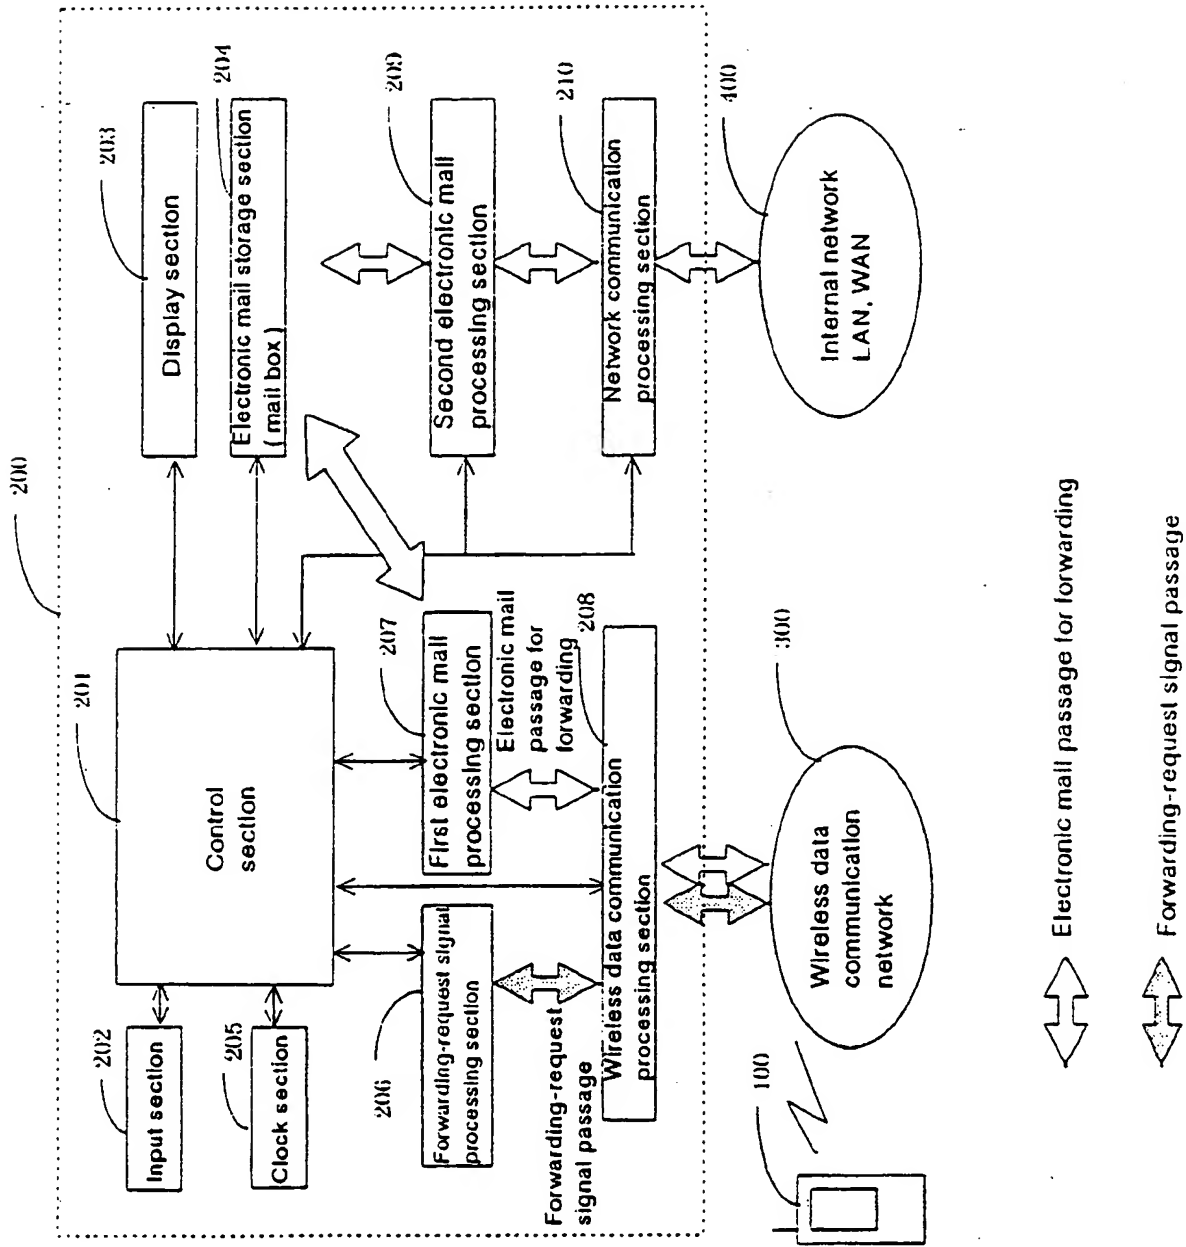 200
201
Control
section
202
Input section
205
Clock section
203
Display section
204
Electronic mail storage section
( mail box )
206
Forwarding-request signal
processing section
207
First electronic mail
processing section
209
Second electronic mail
processing section
Forwarding-request
signal passage
Electronic mail
passage for
forwarding
208
Wireless data communication
processing section
210
Network communication
processing section
100
300
Wireless data
communication
network
400
Internal network
LAN, WAN
Electronic mail passage for forwarding
Forwarding-request signal passage